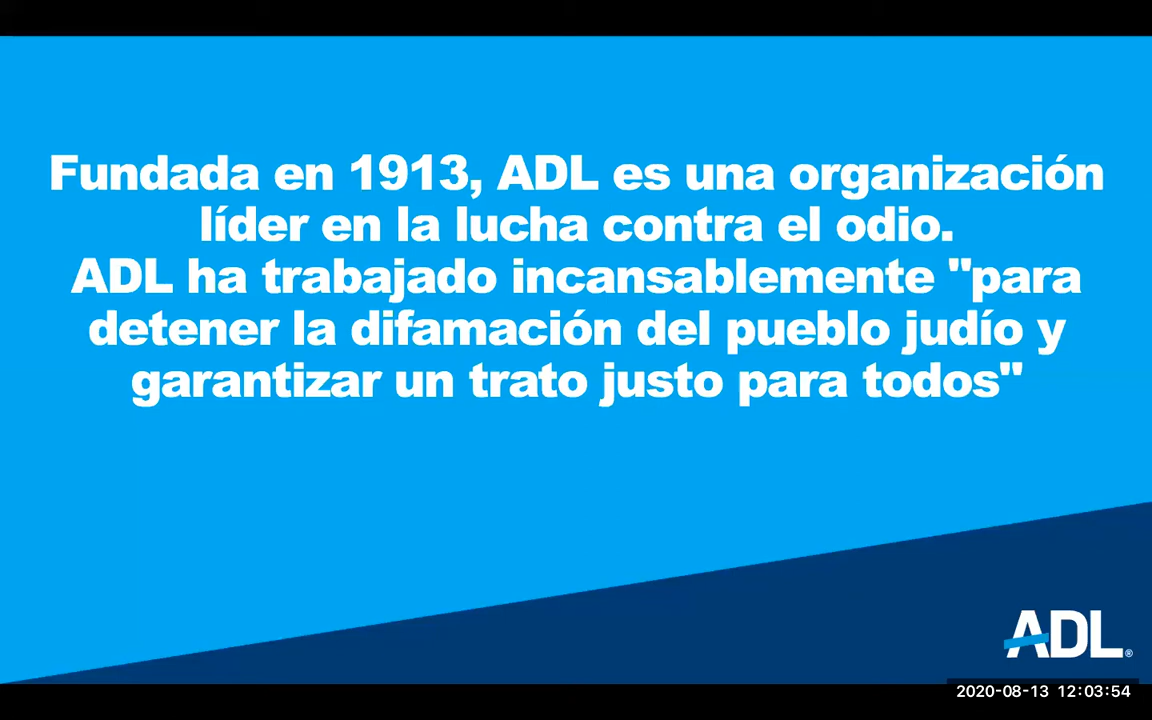 Fundada en 1913, ADL es una organización
líder en la lucha contra el odio.
ADL ha trabajado incansablemente "para
detener la difamación del pueblo judío y
garantizar un trato justo para todos"
ADL®
2020-08-13 12:03:54